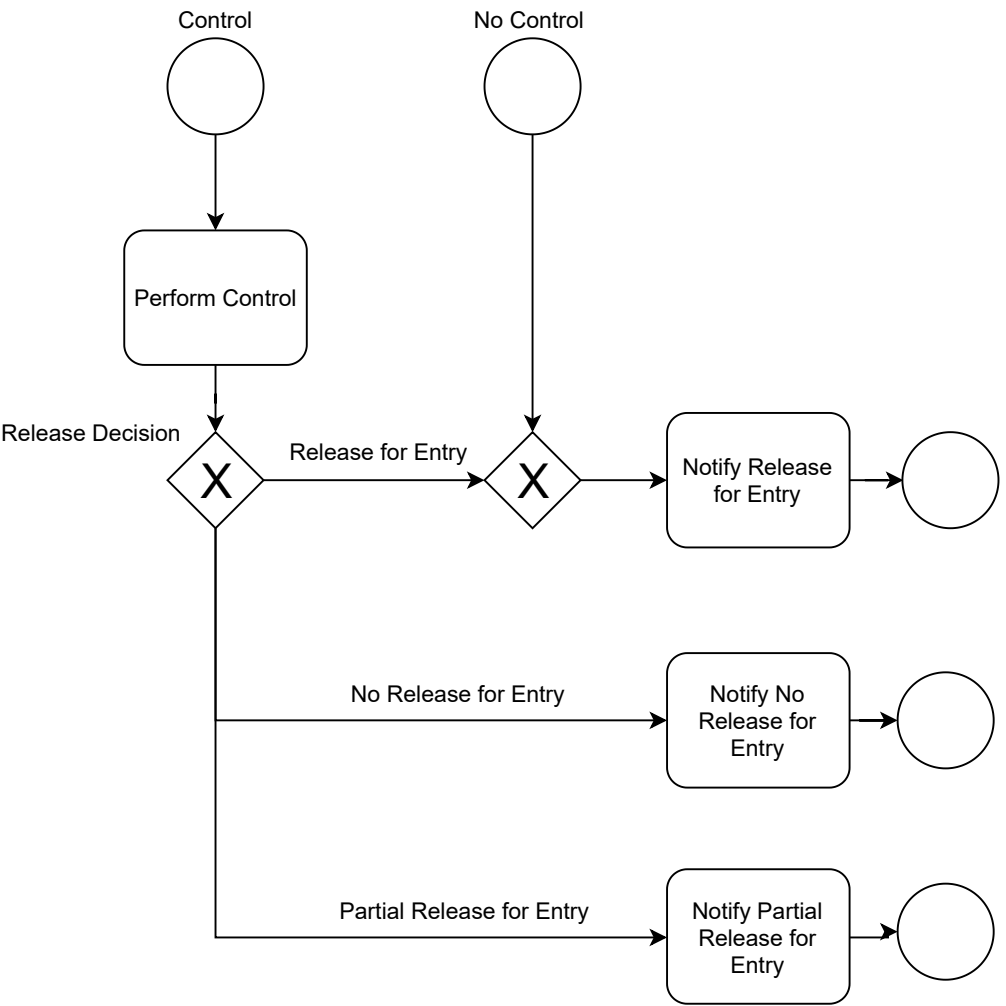 Control
No Control
Perform Control
Release Decision
X
Release for Entry
X
Notify Release
for Entry
No Release for Entry
Notify No
Release for
Entry
Partial Release for Entry
Notify Partial
Release for
Entry